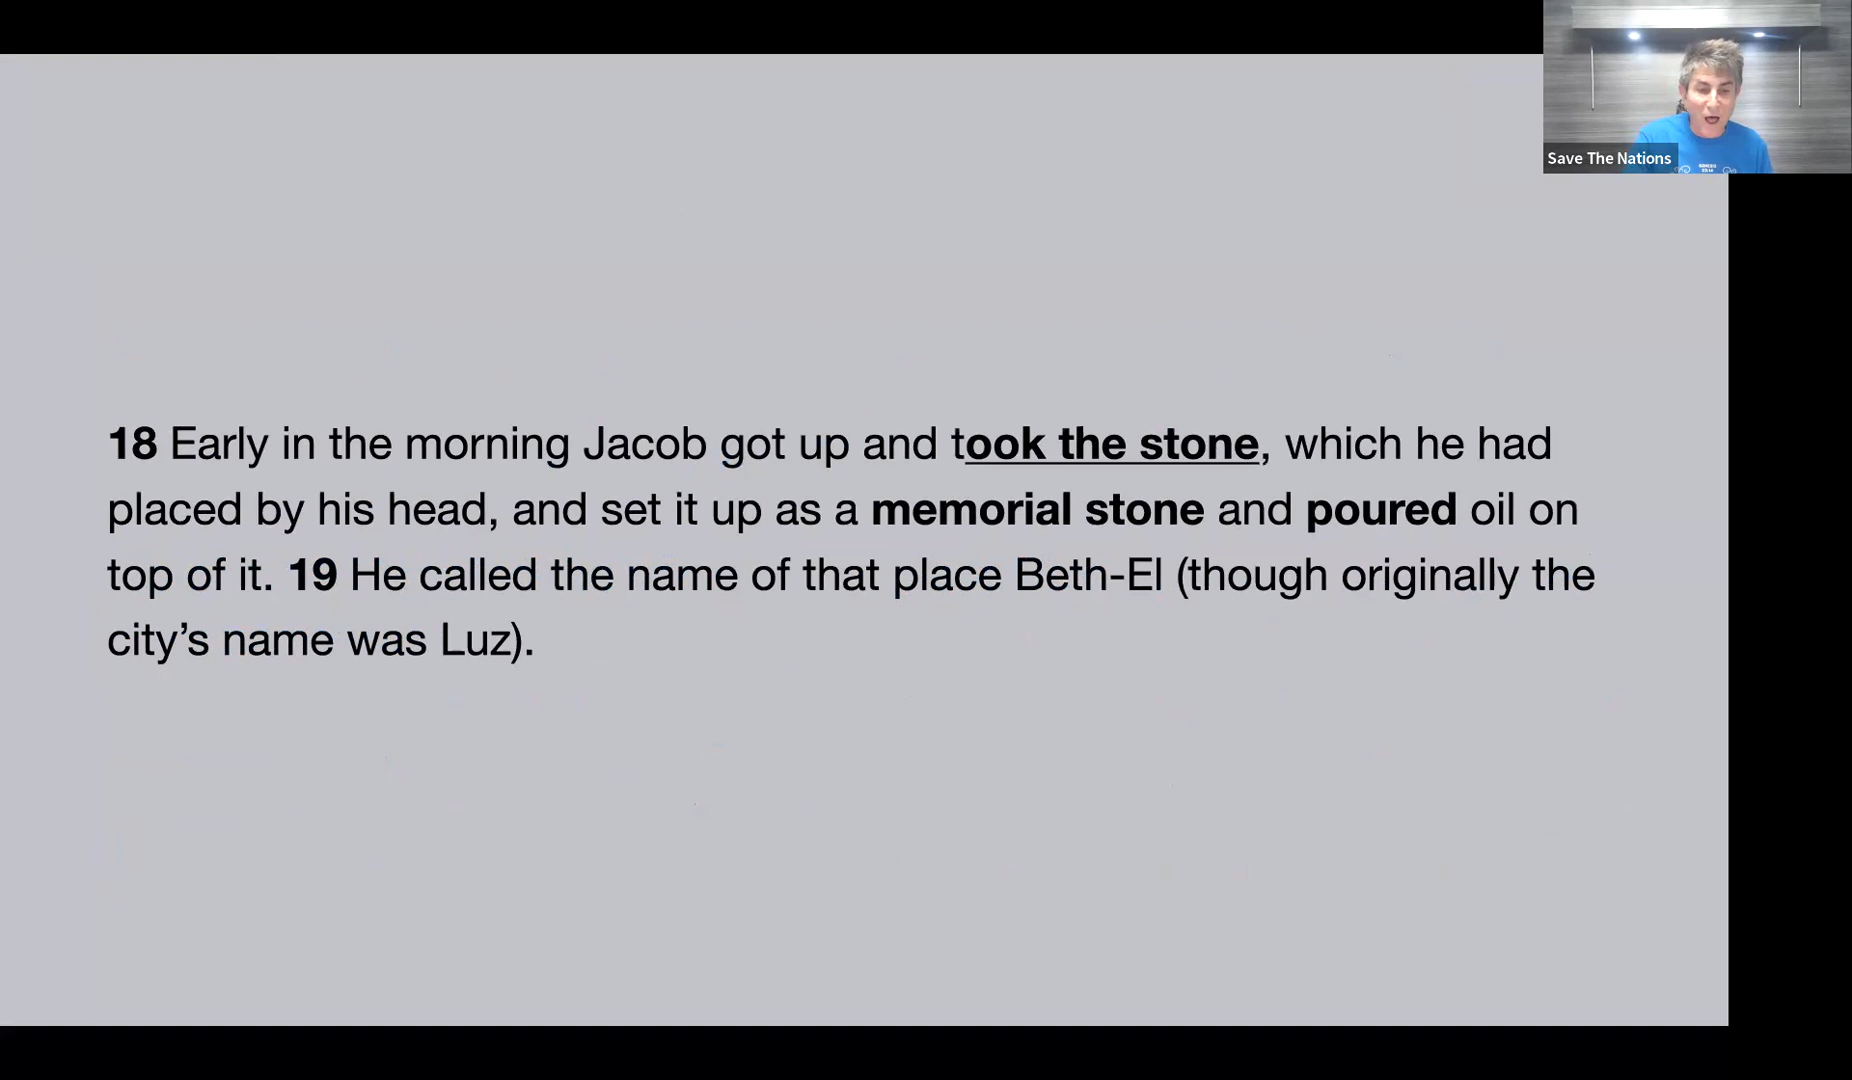 Save The Nations
18 Early in the morning Jacob got up and took the stone, which he had
placed by his head, and set it up as a memorial stone and poured oil on
top of it. 19 He called the name of that place Beth-El (though originally the
city’s name was Luz).